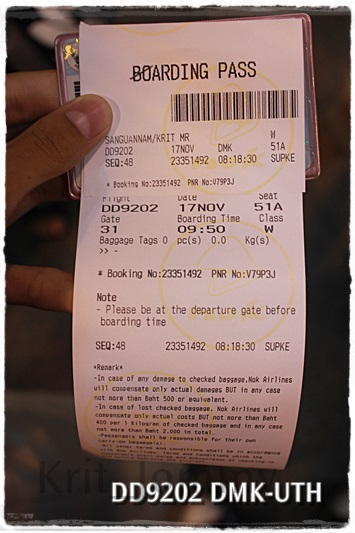 BOARDING PASS
SANGUANNAM/KRIT MR W
DD9202 17NOV DMK 51A
SEQ:48 23351492 08:18:30 SUPKE
* Booking No:23351492 PNR No:V79P3J
Flight Date Seat
DD9202 17NOV 51A
Gate Boarding Time Class
31 09:50 W
Baggage Tags 0 pc(s) 0.0 Kg(s)
>> -
* Booking No:23351492 PNR No:V79P3J
Note
- Please be at the departure gate before
boarding time
SEQ:48 23351492 08:18:30 SUPKE
*Remark*
-In case of any damage to checked baggage,Nok Airlines
will compensate only actual damages BUT in any case
not more than Baht 500 or equivalent.
-In case of lost checked baggage, Nok Airlines will
compensate only actual costs BUT not more than Baht
400 per 1 Kilogram of checked baggage and in any case
not more than Baht 2,000 in total.
-Passengers shall be responsible for their own
carry-on baggage(s).
DD9202 DMK-UTH